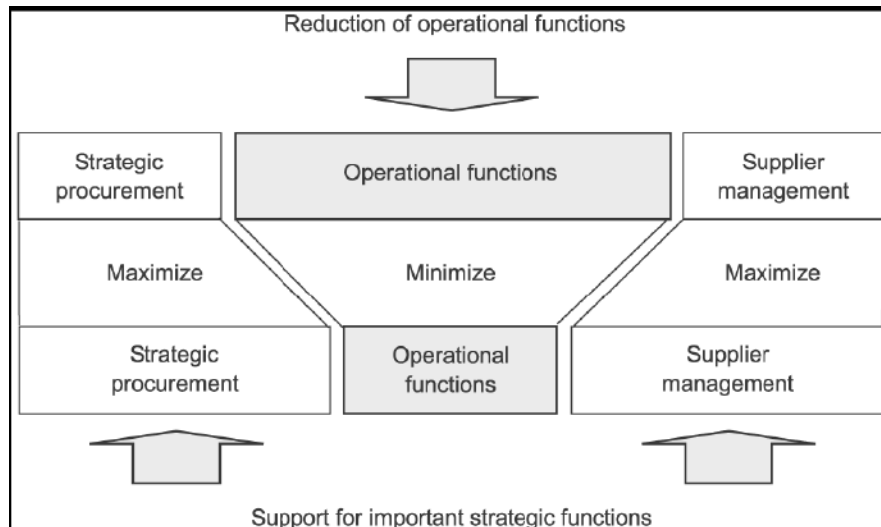 Reduction of operational functions
Strategic
procurement
Operational functions
Supplier
management
Maximize
Minimize
Maximize
Strategic
procurement
Operational
functions
Supplier
management
Support for important strategic functions